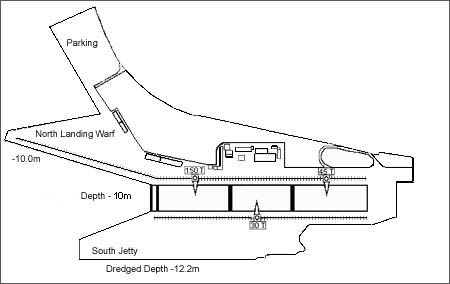 Parking
North Landing Warf
-10.0m
150 T
45 T
Depth - 10m
30 T
South Jetty
Dredged Depth -12.2m